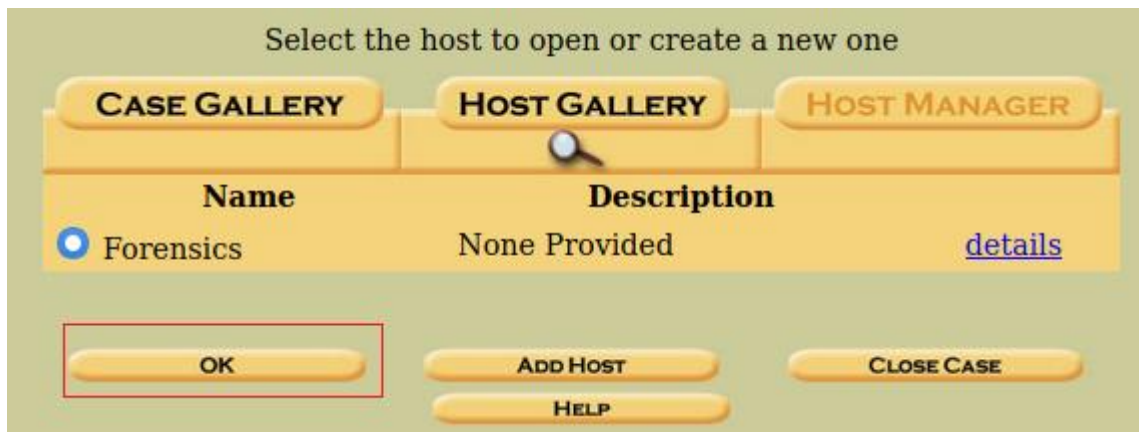 Select the host to open or create a new one
CASE GALLERY HOST GALLERY HOST MANAGER
Name Description
Forensics None Provided details
OK ADD HOST CLOSE CASE
HELP